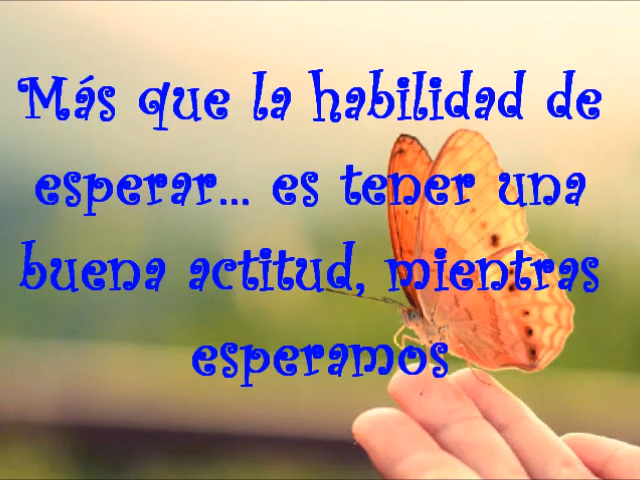 Más que la habilidad de
esperar... es tener una
buena actitud, mientras
esperamos